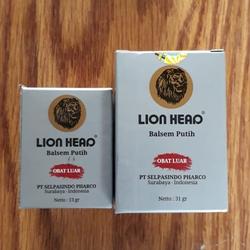 LION HEAD
Balsem Putih
OBAT LUAR
PT SELPASINDO PHARCO
Surabaya - Indonesia
Netto : 13 gr
LION HEAD
Balsem Putih
OBAT LUAR
PT SELPASINDO PHARCO
Surabaya - Indonesia
Netto : 31 gr